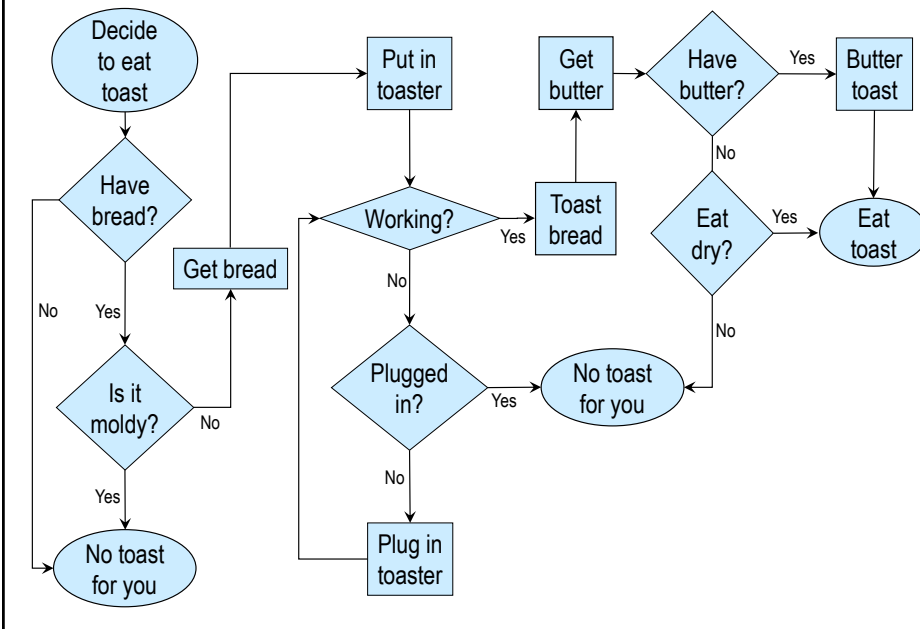 Decide
to eat
toast
Have
bread?
No
Yes
Is it
moldy?
No
Yes
No toast
for you
Get bread
Put in
toaster
Working?
Yes
No
Plugged
in?
Yes
No
Plug in
toaster
Toast
bread
Get
butter
Have
butter?
Yes
No
Butter
toast
Eat
dry?
Yes
No
Eat
toast
No toast
for you